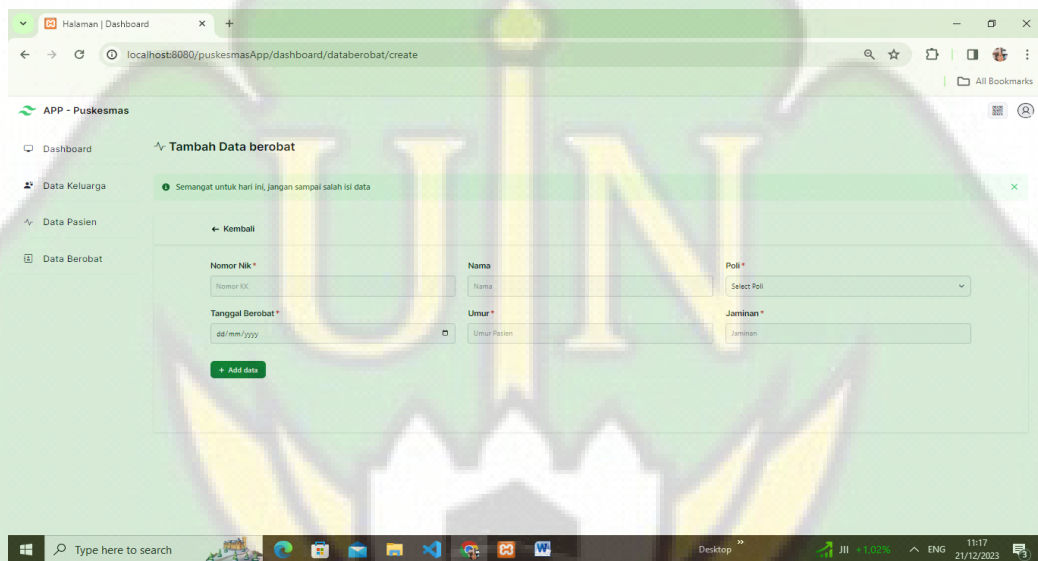 Halaman | Dashboard
localhost:8080/puskesmasApp/dashboard/databerobat/create
All Bookmarks
APP - Puskesmas
Dashboard
Data Keluarga
Data Pasien
Data Berobat
Tambah Data berobat
Semangat untuk hari ini, jangan sampai salah isi data
← Kembali
Nomor Nik *
Nama
Poli *
Nomor KK
Nama
Select Poli
Tanggal Berobat *
Umur *
Jaminan *
dd/mm/yyyy
Umur Pasien
Jaminan
+ Add data
UIN
Type here to search
Desktop
JII +1,02%
ENG
11:17
21/12/2023
3